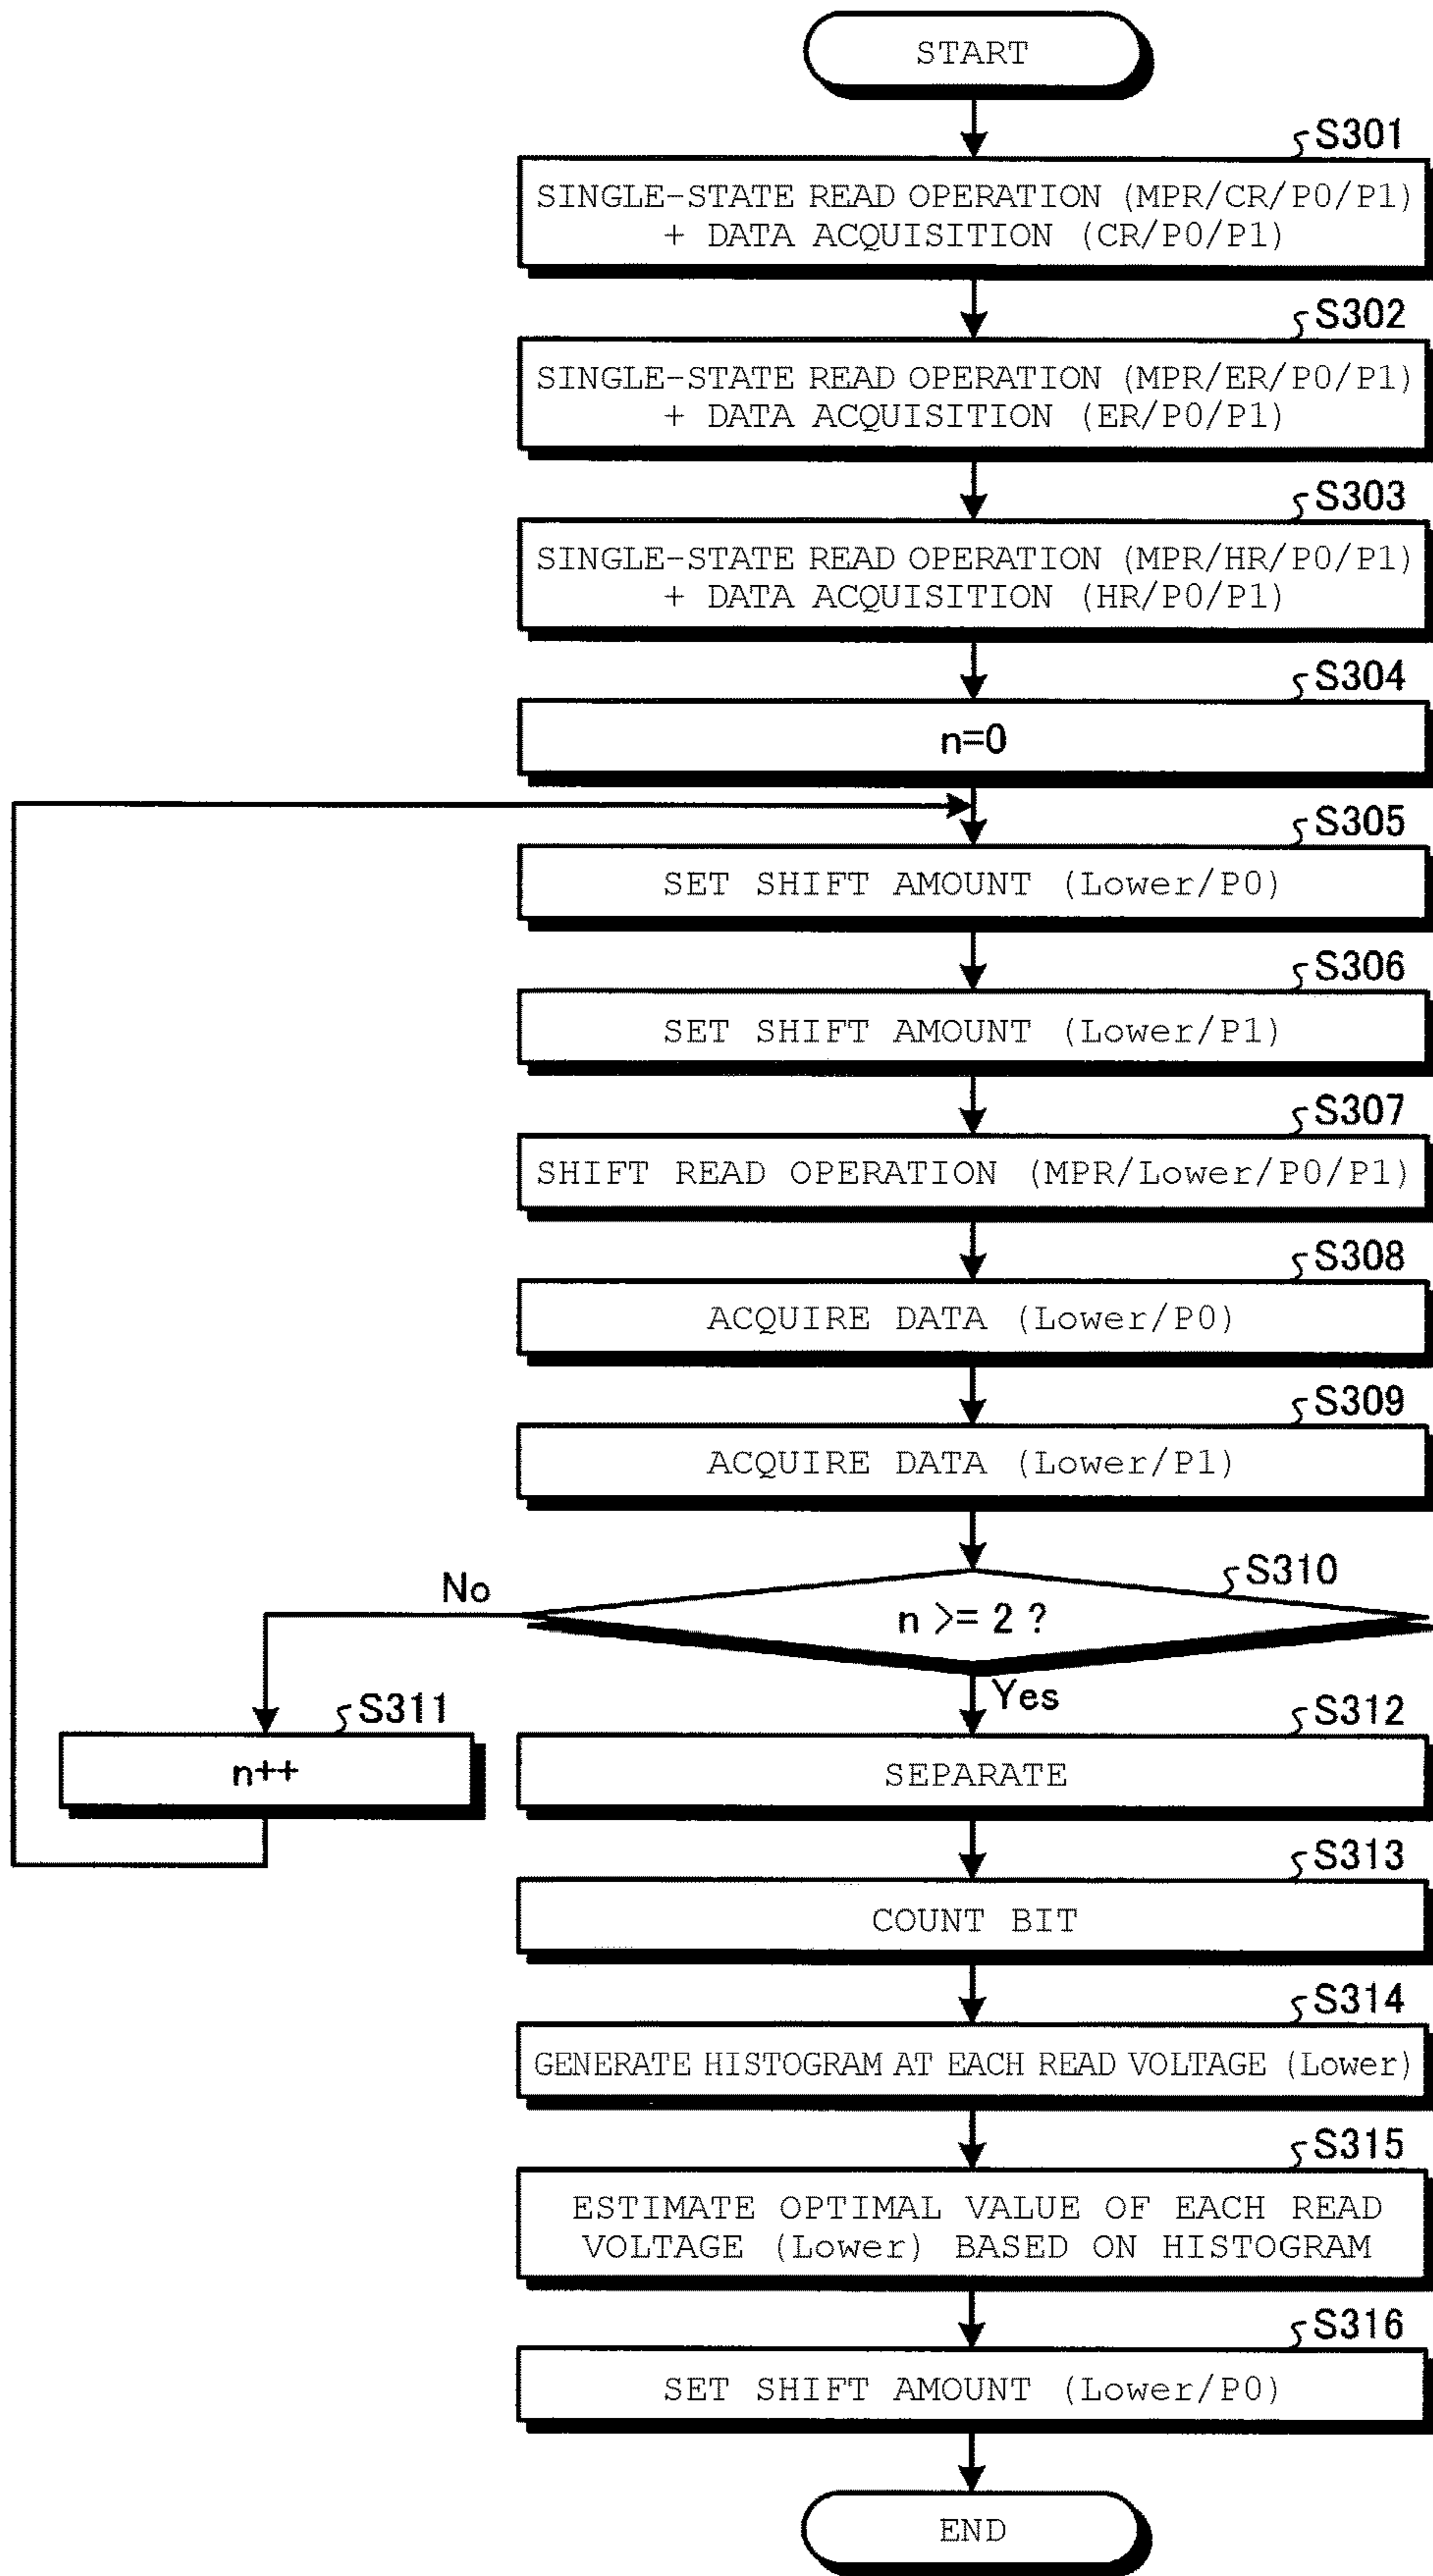 START
S301
SINGLE-STATE READ OPERATION (MPR/CR/P0/P1)
+ DATA ACQUISITION (CR/P0/P1)
S302
SINGLE-STATE READ OPERATION (MPR/ER/P0/P1)
+ DATA ACQUISITION (ER/P0/P1)
S303
SINGLE-STATE READ OPERATION (MPR/HR/P0/P1)
+ DATA ACQUISITION (HR/P0/P1)
S304
n=0
S305
SET SHIFT AMOUNT (Lower/P0)
S306
SET SHIFT AMOUNT (Lower/P1)
S307
SHIFT READ OPERATION (MPR/Lower/P0/P1)
S308
ACQUIRE DATA (Lower/P0)
S309
ACQUIRE DATA (Lower/P1)
S310
No
n >= 2 ?
Yes
S311
n++
S312
SEPARATE
S313
COUNT BIT
S314
GENERATE HISTOGRAM AT EACH READ VOLTAGE (Lower)
S315
ESTIMATE OPTIMAL VALUE OF EACH READ
VOLTAGE (Lower) BASED ON HISTOGRAM
S316
SET SHIFT AMOUNT (Lower/P0)
END